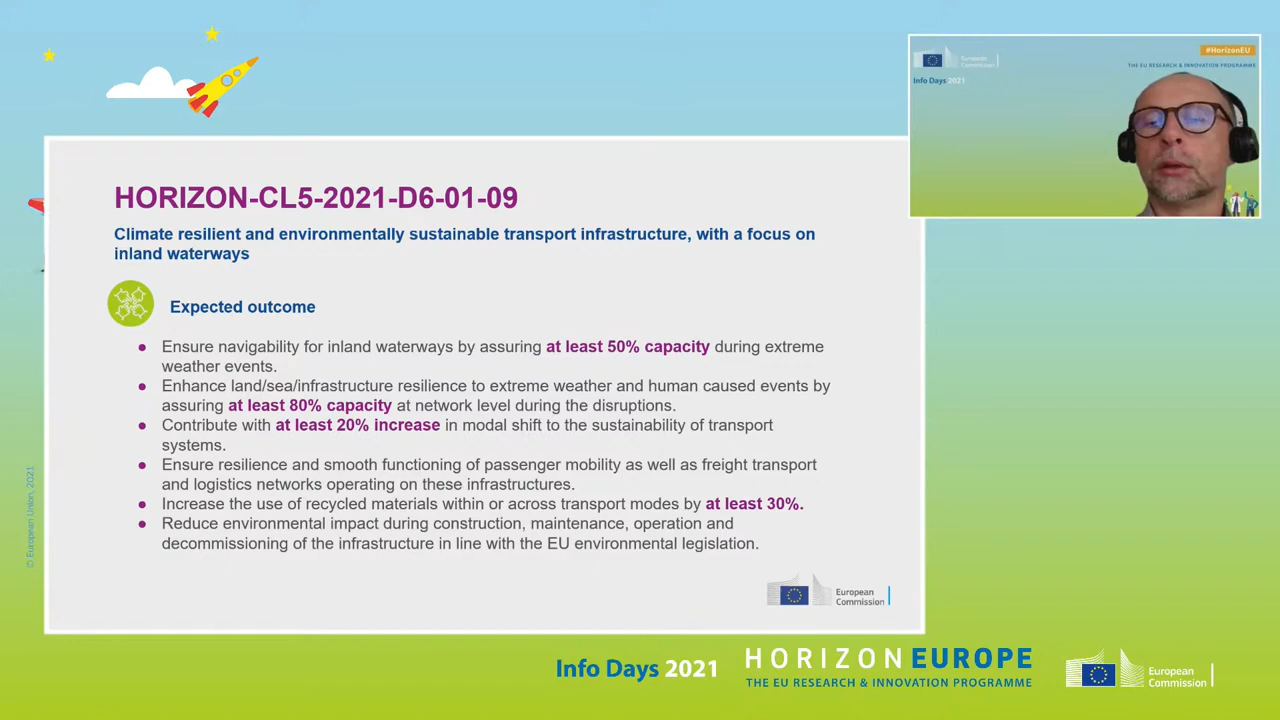 #HorizonEU
European
Commission
THE EU RESEARCH & INNOVATION PROGRAMME
Info Days 2021
HORIZON-CL5-2021-D6-01-09
Climate resilient and environmentally sustainable transport infrastructure, with a focus on
inland waterways
Expected outcome
● Ensure navigability for inland waterways by assuring at least 50% capacity during extreme
weather events.
● Enhance land/sea/infrastructure resilience to extreme weather and human caused events by
assuring at least 80% capacity at network level during the disruptions.
● Contribute with at least 20% increase in modal shift to the sustainability of transport
systems.
● Ensure resilience and smooth functioning of passenger mobility as well as freight transport
and logistics networks operating on these infrastructures.
● Increase the use of recycled materials within or across transport modes by at least 30%.
● Reduce environmental impact during construction, maintenance, operation and
decommissioning of the infrastructure in line with the EU environmental legislation.
European
Commission
© European Union, 2021
Info Days 2021
HORIZON EUROPE
THE EU RESEARCH & INNOVATION PROGRAMME
European
Commission